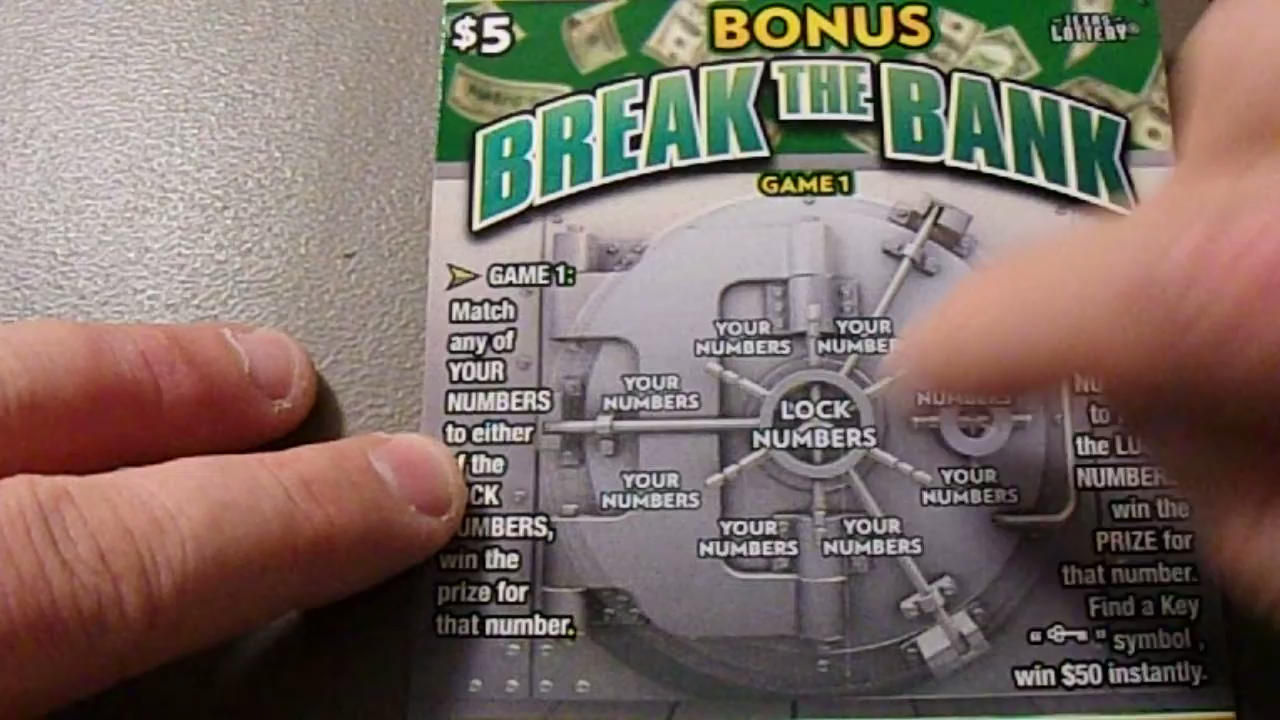 $5
BONUS
TEXAS
LOTTERY®
BREAK THE BANK
GAME 1
GAME 1:
Match
any of
YOUR
NUMBERS
to either
the
win the
prize for
that number.
YOUR
NUMBERS
YOUR
YOUR
NUMBERS
NUMBERS
LOCK
NUMBERS
YOUR
NUMBERS
YOUR
NUMBERS
YOUR
NUMBERS
YOUR
NUMBERS
to
the
win the
PRIZE for
that number.
Find a Key
" " symbol,
win $50 instantly.